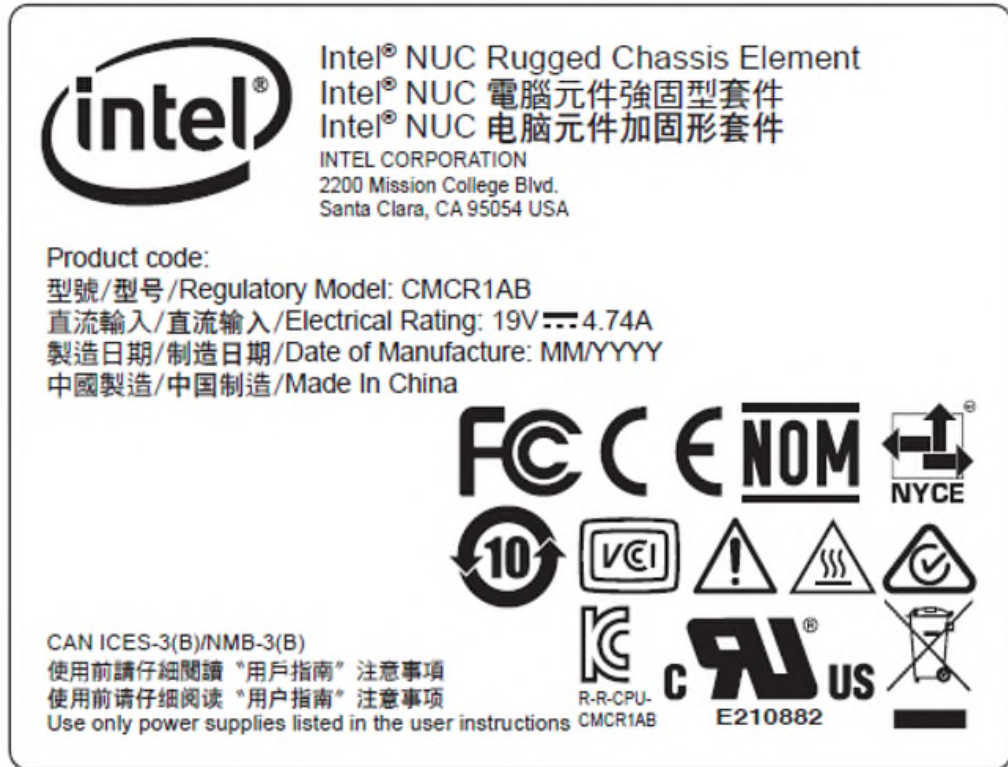 intel®
Intel® NUC Rugged Chassis Element
Intel® NUC 電腦元件強固型套件
Intel® NUC 电脑元件加固形套件
INTEL CORPORATION
2200 Mission College Blvd.
Santa Clara, CA 95054 USA
Product code:
型號/型号/Regulatory Model: CMCR1AB
直流輸入/直流输入/Electrical Rating: 19V⎓4.74A
製造日期/制造日期/Date of Manufacture: MM/YYYY
中國製造/中国制造/Made In China
FC CE NOM NYCE
10 VCI
CAN ICES-3(B)/NMB-3(B)
使用前請仔細閱讀〝用戶指南〞注意事項
使用前请仔细阅读〝用户指南〞注意事项
Use only power supplies listed in the user instructions
R-R-CPU-
CMCR1AB
C RU® US
E210882